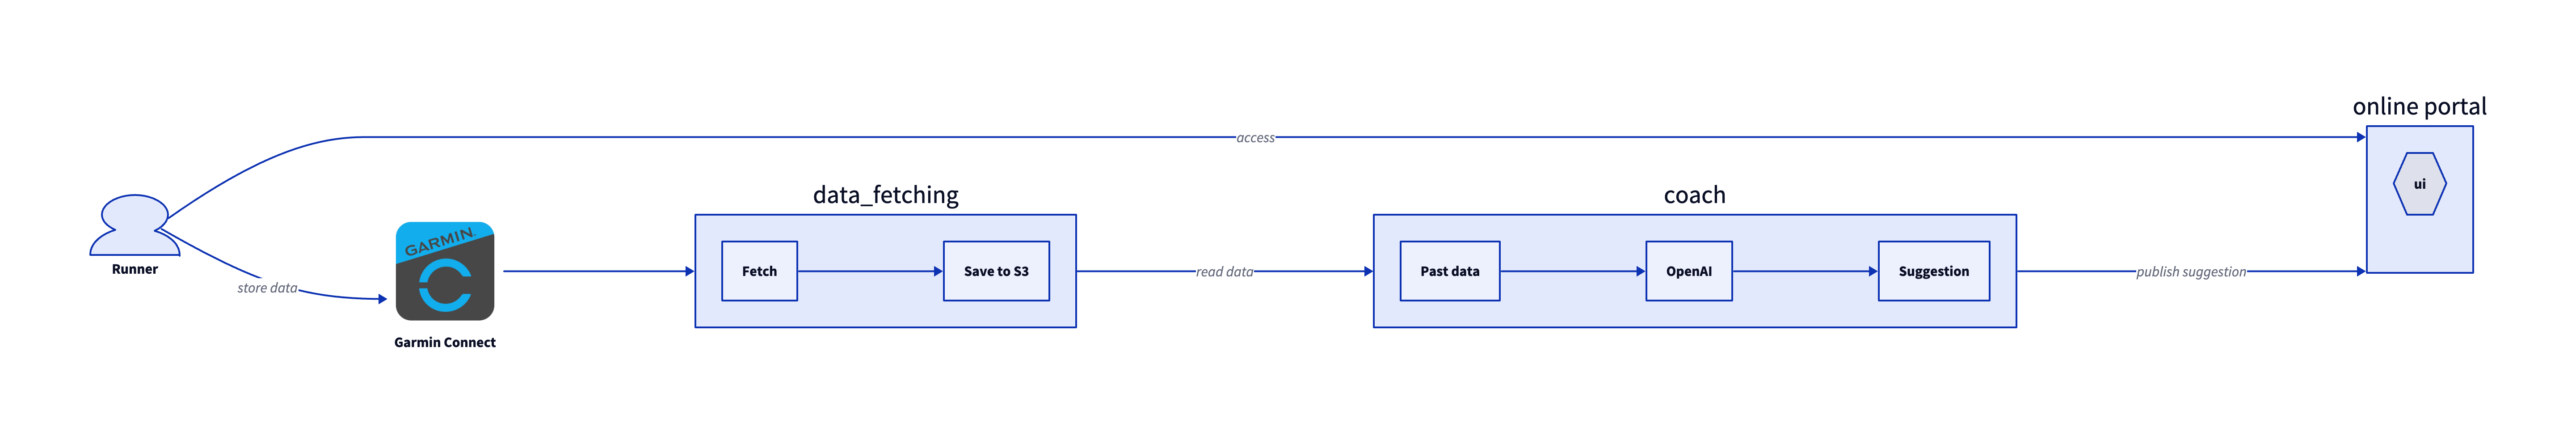 online portal
access
ui
data_fetching
coach
GARMIN
Runner
Fetch
Save to S3
read data
Past data
OpenAI
Suggestion
publish suggestion
store data
Garmin Connect